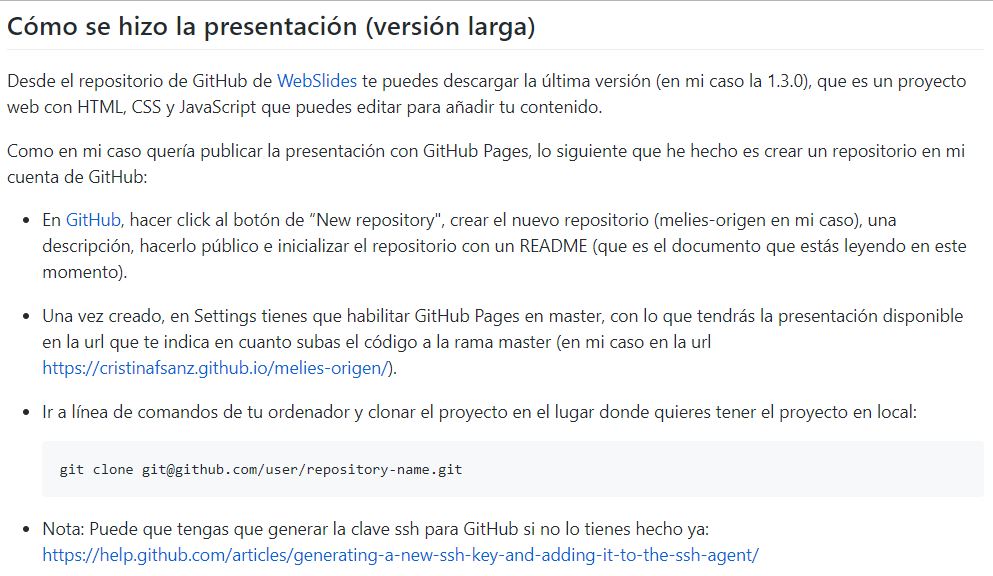 Cómo se hizo la presentación (versión larga)
Desde el repositorio de GitHub de WebSlides te puedes descargar la última versión (en mi caso la 1.3.0), que es un proyecto
web con HTML, CSS y JavaScript que puedes editar para añadir tu contenido.
Como en mi caso quería publicar la presentación con GitHub Pages, lo siguiente que he hecho es crear un repositorio en mi
cuenta de GitHub:
• En GitHub, hacer click al botón de “New repository", crear el nuevo repositorio (melies-origen en mi caso), una
descripción, hacerlo público e inicializar el repositorio con un README (que es el documento que estás leyendo en este
momento).
• Una vez creado, en Settings tienes que habilitar GitHub Pages en master, con lo que tendrás la presentación disponible
en la url que te indica en cuanto subas el código a la rama master (en mi caso en la url
https://cristinafsanz.github.io/melies-origen/).
• Ir a línea de comandos de tu ordenador y clonar el proyecto en el lugar donde quieres tener el proyecto en local:
git clone git@github.com/user/repository-name.git
• Nota: Puede que tengas que generar la clave ssh para GitHub si no lo tienes hecho ya:
https://help.github.com/articles/generating-a-new-ssh-key-and-adding-it-to-the-ssh-agent/